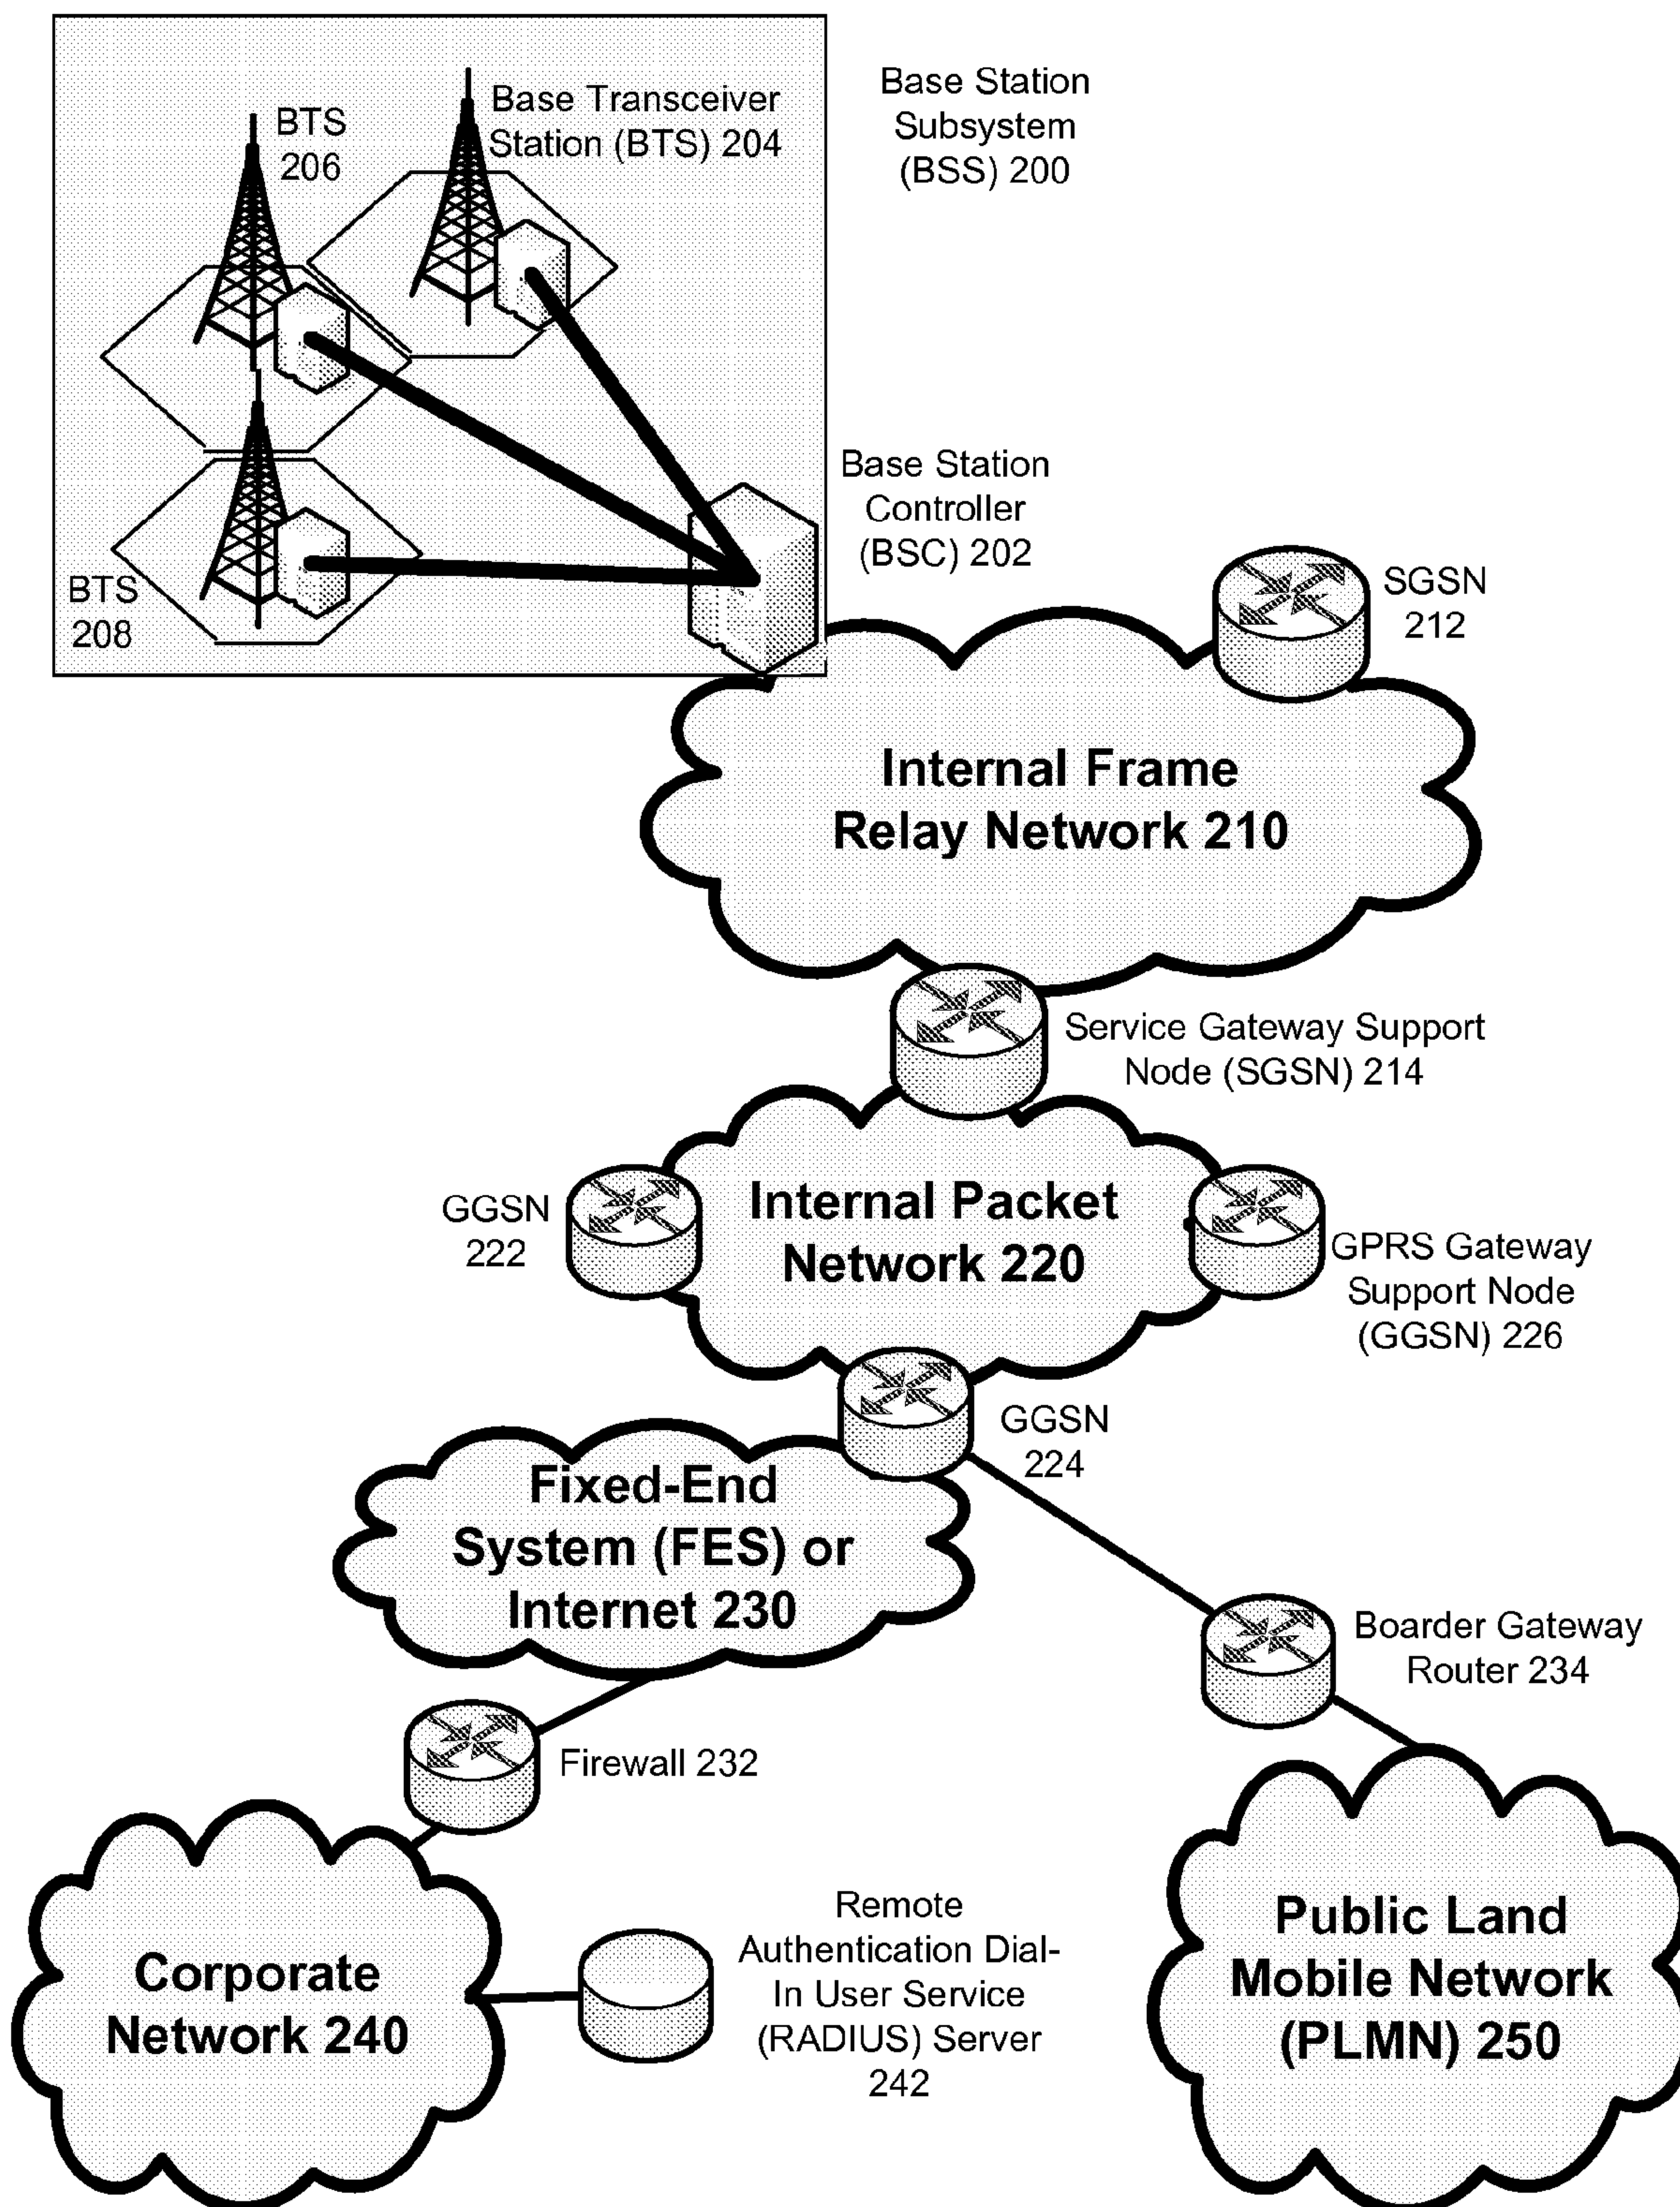 BTS
206
Base Transceiver
Station (BTS) 204
Base Station
Subsystem
(BSS) 200
Base Station
Controller
(BSC) 202
BTS
208
SGSN
212
Internal Frame
Relay Network 210
Service Gateway Support
Node (SGSN) 214
GGSN
222
Internal Packet
Network 220
GPRS Gateway
Support Node
(GGSN) 226
GGSN
224
Fixed-End
System (FES) or
Internet 230
Boarder Gateway
Router 234
Firewall 232
Remote
Authentication Dial-
In User Service
(RADIUS) Server
242
Corporate
Network 240
Public Land
Mobile Network
(PLMN) 250